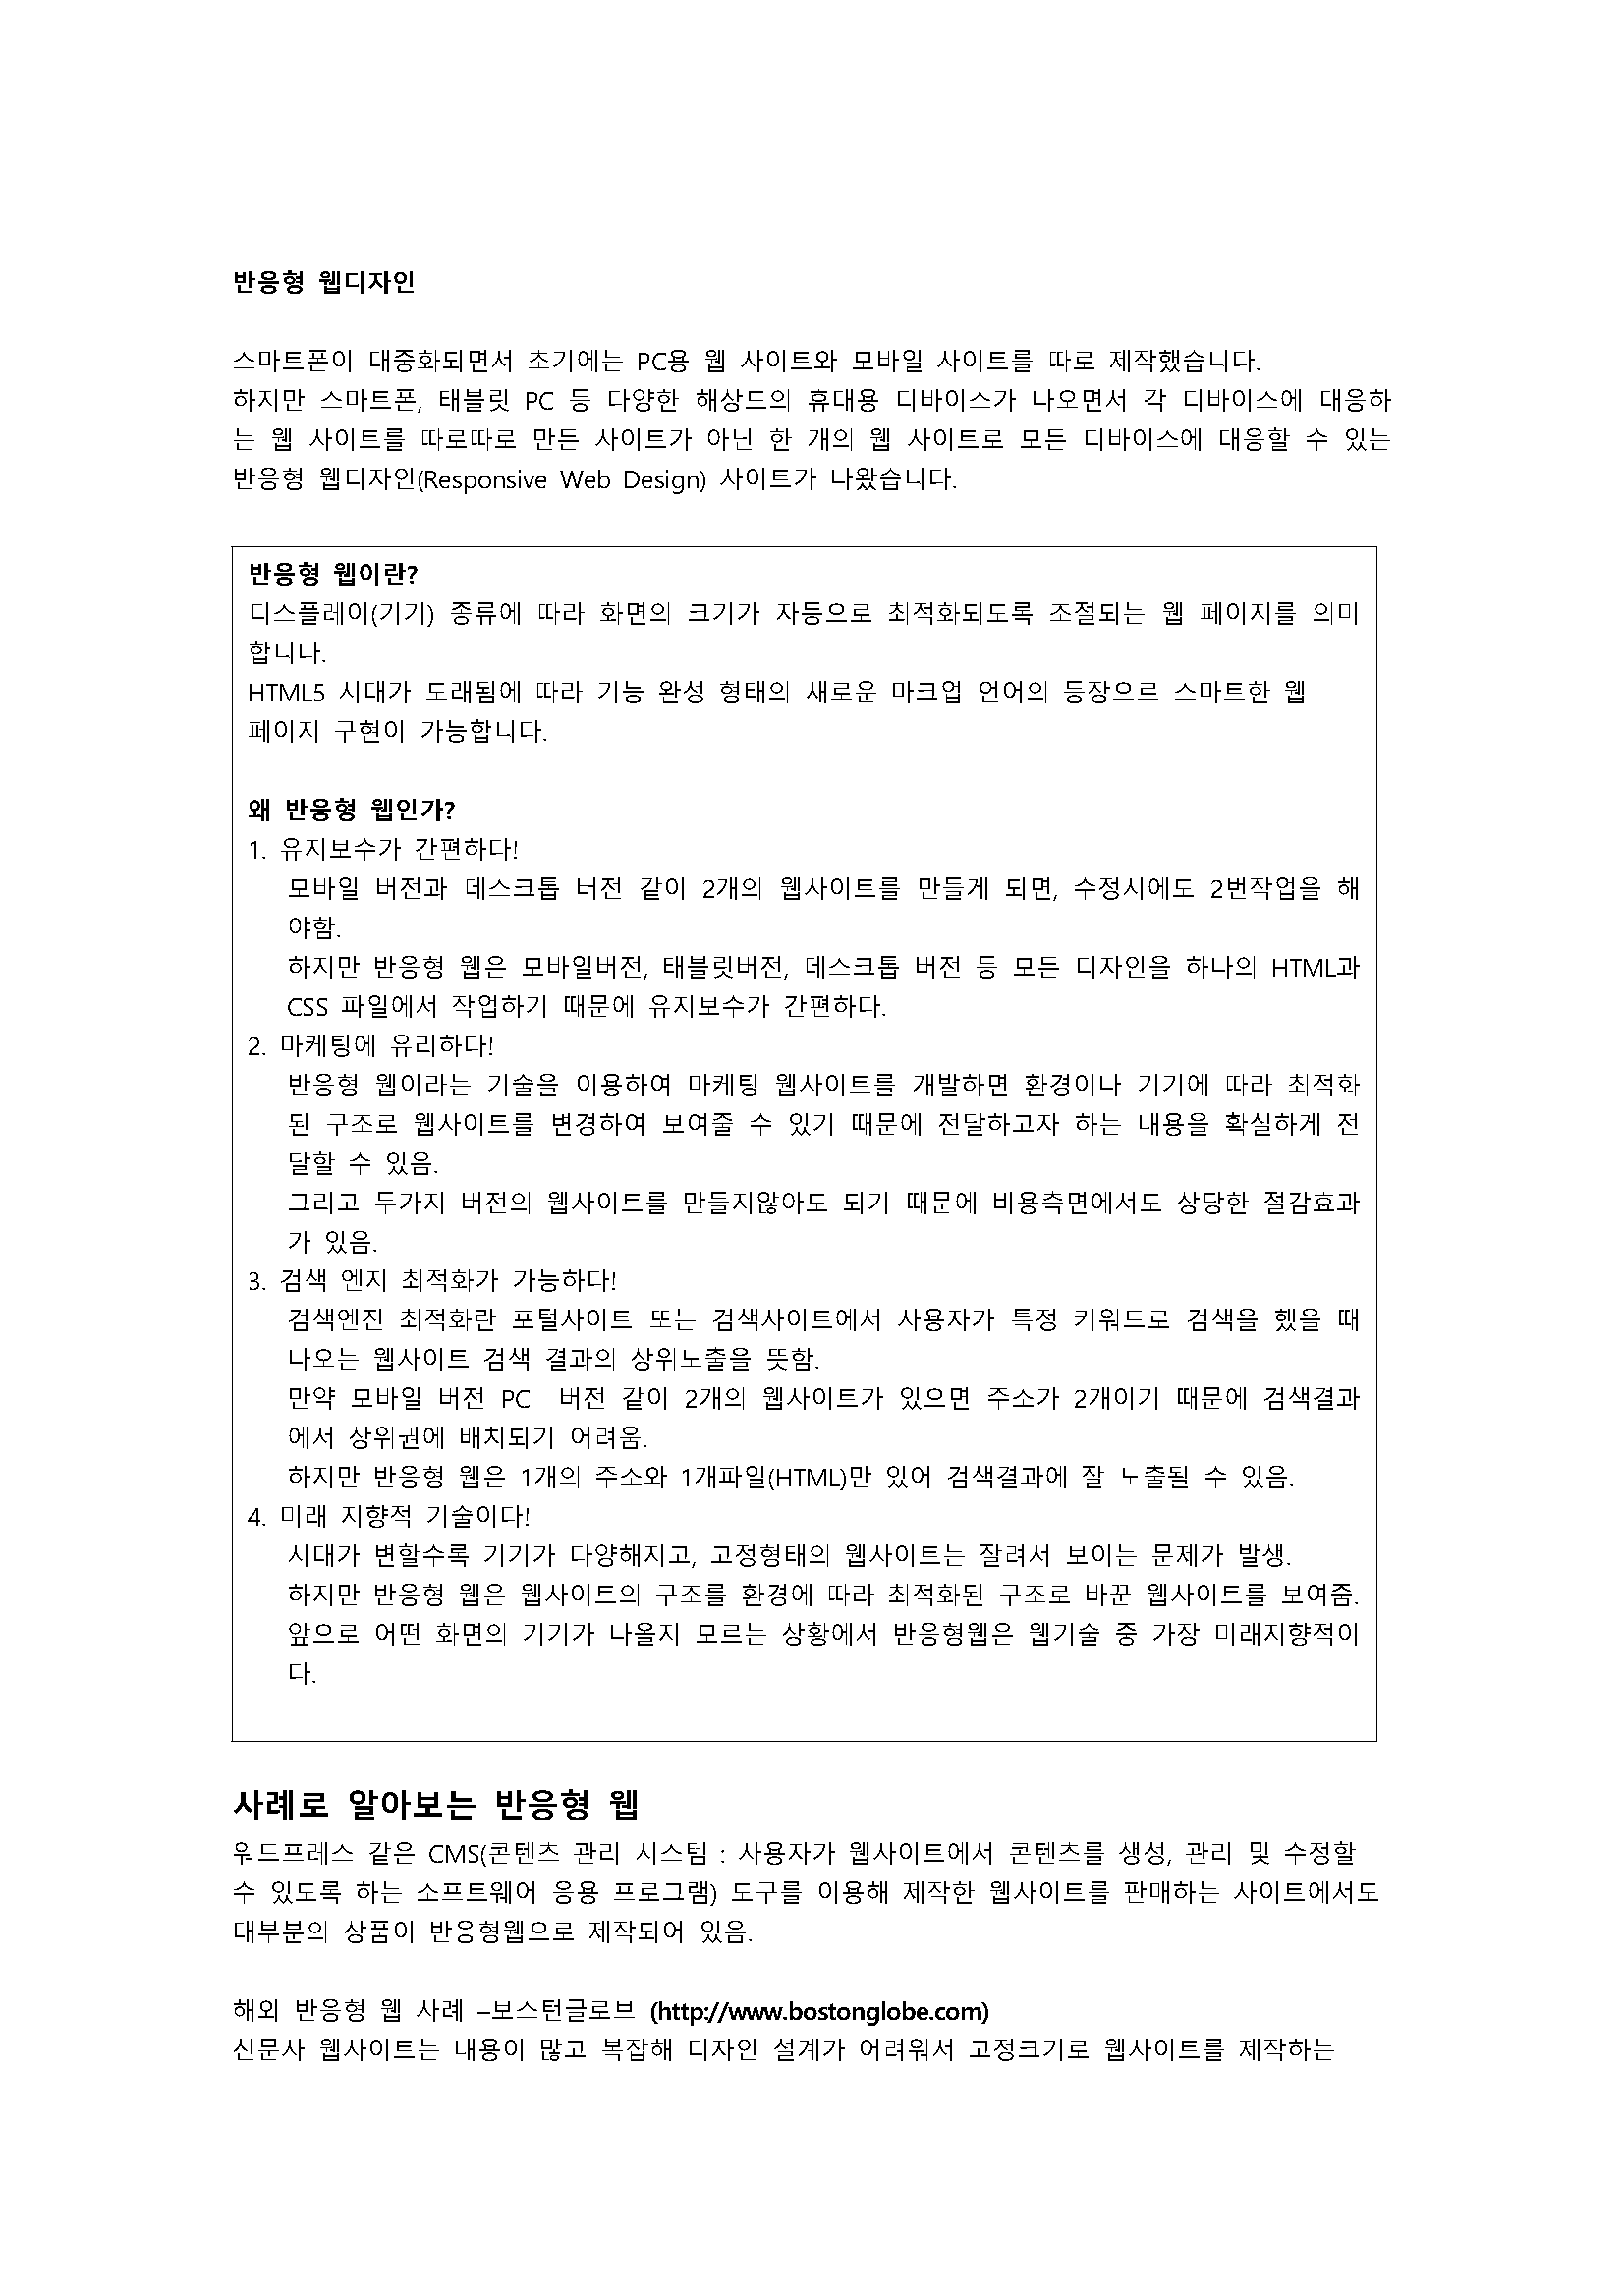 반응형 웹디자인
스마트폰이 대중화되면서 초기에는 PC용 웹 사이트와 모바일 사이트를 따로 제작했습니다.
하지만 스마트폰, 태블릿 PC 등 다양한 해상도의 휴대용 디바이스가 나오면서 각 디바이스에 대응하
는 웹 사이트를 따로따로 만든 사이트가 아닌 한 개의 웹 사이트로 모든 디바이스에 대응할 수 있는
반응형 웹디자인(Responsive Web Design) 사이트가 나왔습니다.
반응형 웹이란?
디스플레이(기기) 종류에 따라 화면의 크기가 자동으로 최적화되도록 조절되는 웹 페이지를 의미
합니다.
HTML5 시대가 도래됨에 따라 기능 완성 형태의 새로운 마크업 언어의 등장으로 스마트한 웹
페이지 구현이 가능합니다.
왜 반응형 웹인가?
1. 유지보수가 간편하다!
모바일 버전과 데스크톱 버전 같이 2개의 웹사이트를 만들게 되면, 수정시에도 2번작업을 해
야함.
하지만 반응형 웹은 모바일버전, 태블릿버전, 데스크톱 버전 등 모든 디자인을 하나의 HTML과
CSS 파일에서 작업하기 때문에 유지보수가 간편하다.
2. 마케팅에 유리하다!
반응형 웹이라는 기술을 이용하여 마케팅 웹사이트를 개발하면 환경이나 기기에 따라 최적화
된 구조로 웹사이트를 변경하여 보여줄 수 있기 때문에 전달하고자 하는 내용을 확실하게 전
달할 수 있음.
그리고 두가지 버전의 웹사이트를 만들지않아도 되기 때문에 비용측면에서도 상당한 절감효과
가 있음.
3. 검색 엔지 최적화가 가능하다!
검색엔진 최적화란 포털사이트 또는 검색사이트에서 사용자가 특정 키워드로 검색을 했을 때
나오는 웹사이트 검색 결과의 상위노출을 뜻함.
만약 모바일 버전 PC 버전 같이 2개의 웹사이트가 있으면 주소가 2개이기 때문에 검색결과
에서 상위권에 배치되기 어려움.
하지만 반응형 웹은 1개의 주소와 1개파일(HTML)만 있어 검색결과에 잘 노출될 수 있음.
4. 미래 지향적 기술이다!
시대가 변할수록 기기가 다양해지고, 고정형태의 웹사이트는 잘려서 보이는 문제가 발생.
하지만 반응형 웹은 웹사이트의 구조를 환경에 따라 최적화된 구조로 바꾼 웹사이트를 보여줌.
앞으로 어떤 화면의 기기가 나올지 모르는 상황에서 반응형웹은 웹기술 중 가장 미래지향적이
다.
사례로 알아보는 반응형 웹
워드프레스 같은 CMS(콘텐츠 관리 시스템 : 사용자가 웹사이트에서 콘텐츠를 생성, 관리 및 수정할
수 있도록 하는 소프트웨어 응용 프로그램) 도구를 이용해 제작한 웹사이트를 판매하는 사이트에서도
대부분의 상품이 반응형웹으로 제작되어 있음.
해외 반응형 웹 사례 –보스턴글로브 (http://www.bostonglobe.com)
신문사 웹사이트는 내용이 많고 복잡해 디자인 설계가 어려워서 고정크기로 웹사이트를 제작하는